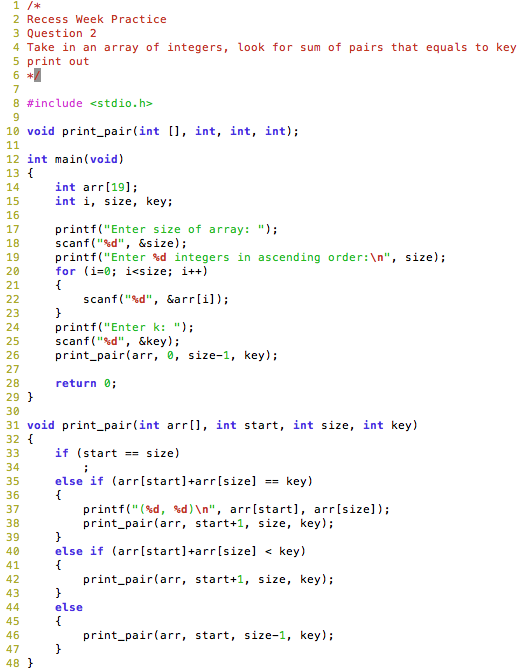 1 /*
2 Recess Week Practice
3 Question 2
4 Take in an array of integers, look for sum of pairs that equals to key
5 print out
6 */
7
8 #include <stdio.h>
9
10 void print_pair(int [], int, int, int);
11
12 int main(void)
13 {
14     int arr[19];
15     int i, size, key;
16
17     printf("Enter size of array: ");
18     scanf("%d", &size);
19     printf("Enter %d integers in ascending order:\n", size);
20     for (i=0; i<size; i++)
21     {
22         scanf("%d", &arr[i]);
23     }
24     printf("Enter k: ");
25     scanf("%d", &key);
26     print_pair(arr, 0, size-1, key);
27
28     return 0;
29 }
30
31 void print_pair(int arr[], int start, int size, int key)
32 {
33     if (start == size)
34         ;
35     else if (arr[start]+arr[size] == key)
36     {
37         printf("(%d, %d)\n", arr[start], arr[size]);
38         print_pair(arr, start+1, size, key);
39     }
40     else if (arr[start]+arr[size] < key)
41     {
42         print_pair(arr, start+1, size, key);
43     }
44     else
45     {
46         print_pair(arr, start, size-1, key);
47     }
48 }